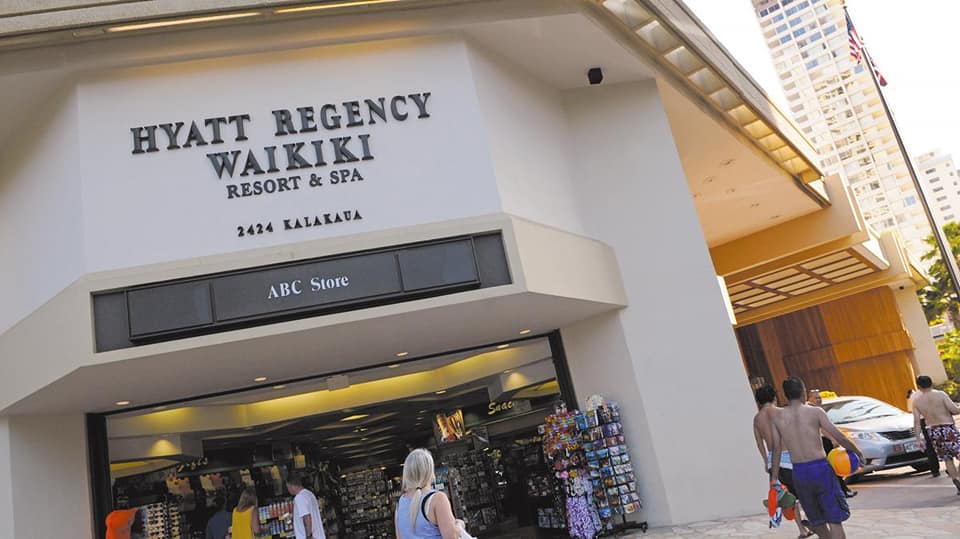 HYATT REGENCY
WAIKIKI
RESORT & SPA
2424 KALAKAUA
ABC Store